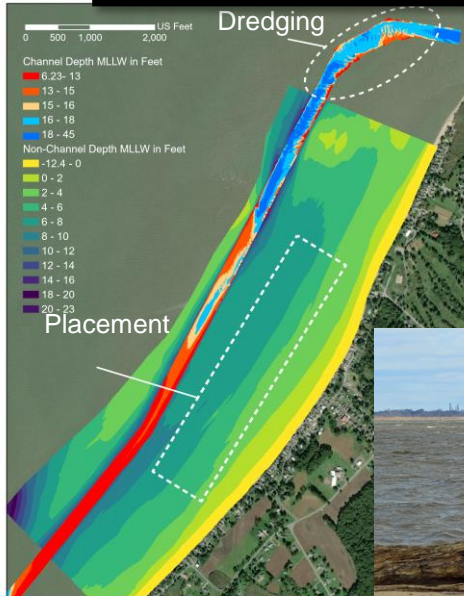 US Feet
0 500 1,000 2,000
Dredging
Channel Depth MLLW in Feet
6.23- 13
13 - 15
15 - 16
16 - 18
18 - 45
Non-Channel Depth MLLW in Feet
-12.4 - 0
0 - 2
2 - 4
4 - 6
6 - 8
8 - 10
10 - 12
12 - 14
14 - 16
18 - 20
20 - 23
Placement